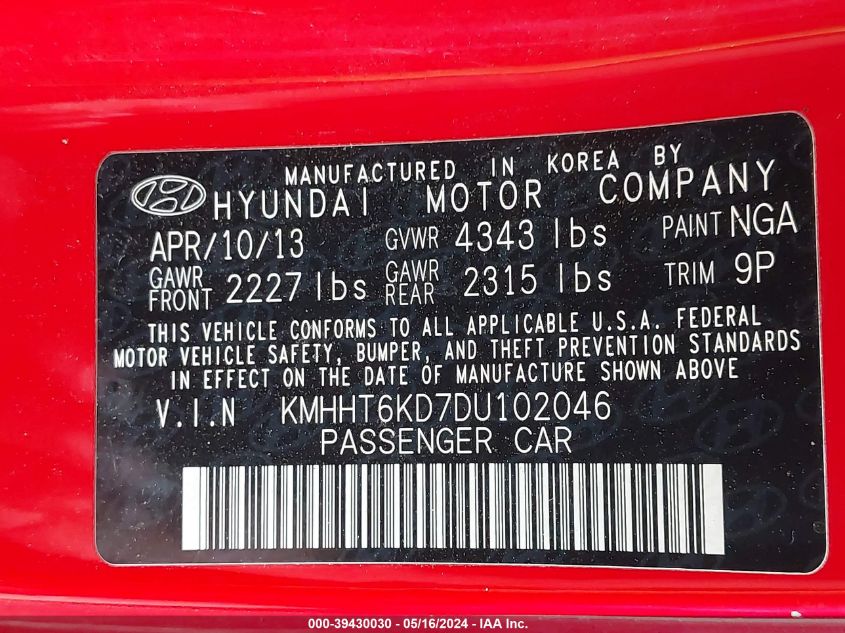 MANUFACTURED IN KOREA BY
HYUNDAI MOTOR COMPANY
APR/10/13 GVWR 4343 lbs PAINT NGA
GAWR FRONT 2227 lbs GAWR REAR 2315 lbs TRIM 9P
THIS VEHICLE CONFORMS TO ALL APPLICABLE U.S.A. FEDERAL
MOTOR VEHICLE SAFETY, BUMPER, AND THEFT PREVENTION STANDARDS
IN EFFECT ON THE DATE OF MANUFACTURE SHOWN ABOVE
V.I.N KMHHT6KD7DU102046
PASSENGER CAR
000-39430030 - 05/16/2024 - IAA Inc.